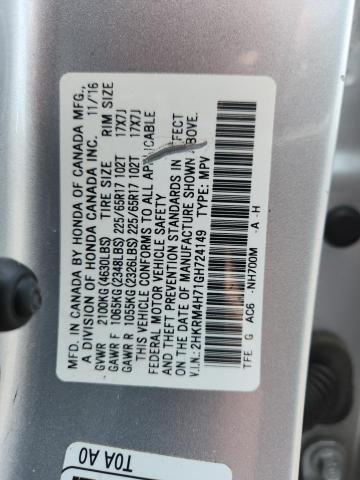 MFD. IN CANADA BY HONDA OF CANADA MFG.,
A DIVISION OF HONDA CANADA INC. 11/'16
GVWR 2100KG(4630LBS) TIRE SIZE RIM SIZE
GAWR F 1065KG(2348LBS) 225/65R17 102T 17X7J
GAWR R 1055KG(2326LBS) 225/65R17 102T 17X7J
THIS VEHICLE CONFORMS TO ALL APPLICABLE
FEDERAL MOTOR VEHICLE SAFETY
AND THEFT PREVENTION STANDARDS IN EFFECT
ON THE DATE OF MANUFACTURE SHOWN ABOVE.
V.I.N.: 2HKRM4H71GH724149 TYPE: MPV
TFE G AC6 -NH700M -A -H
TOA AO